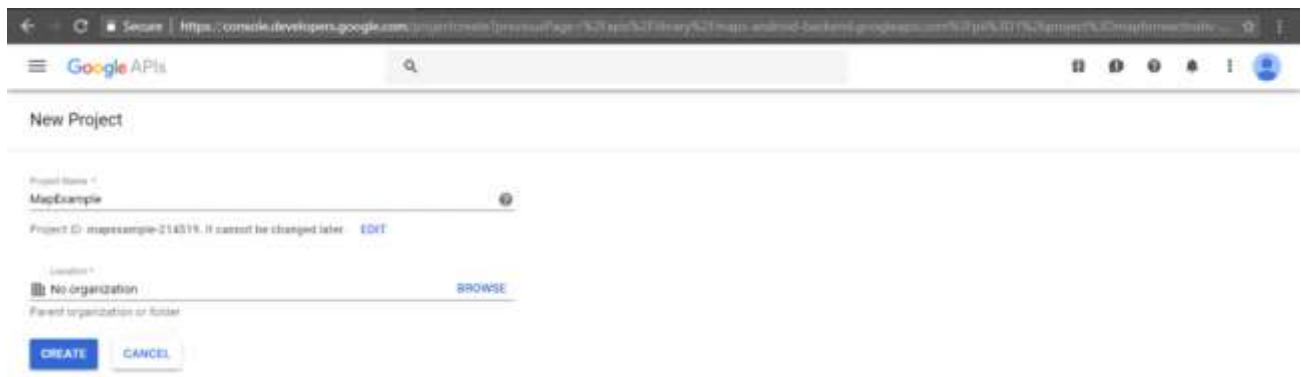 Secure | https://console.developers.google.com
Google APIs
New Project
Project Name *
MapExample
Project ID: mapexample-214519. It cannot be changed later. EDIT
Location *
No organization BROWSE
Parent organization or folder
CREATE CANCEL